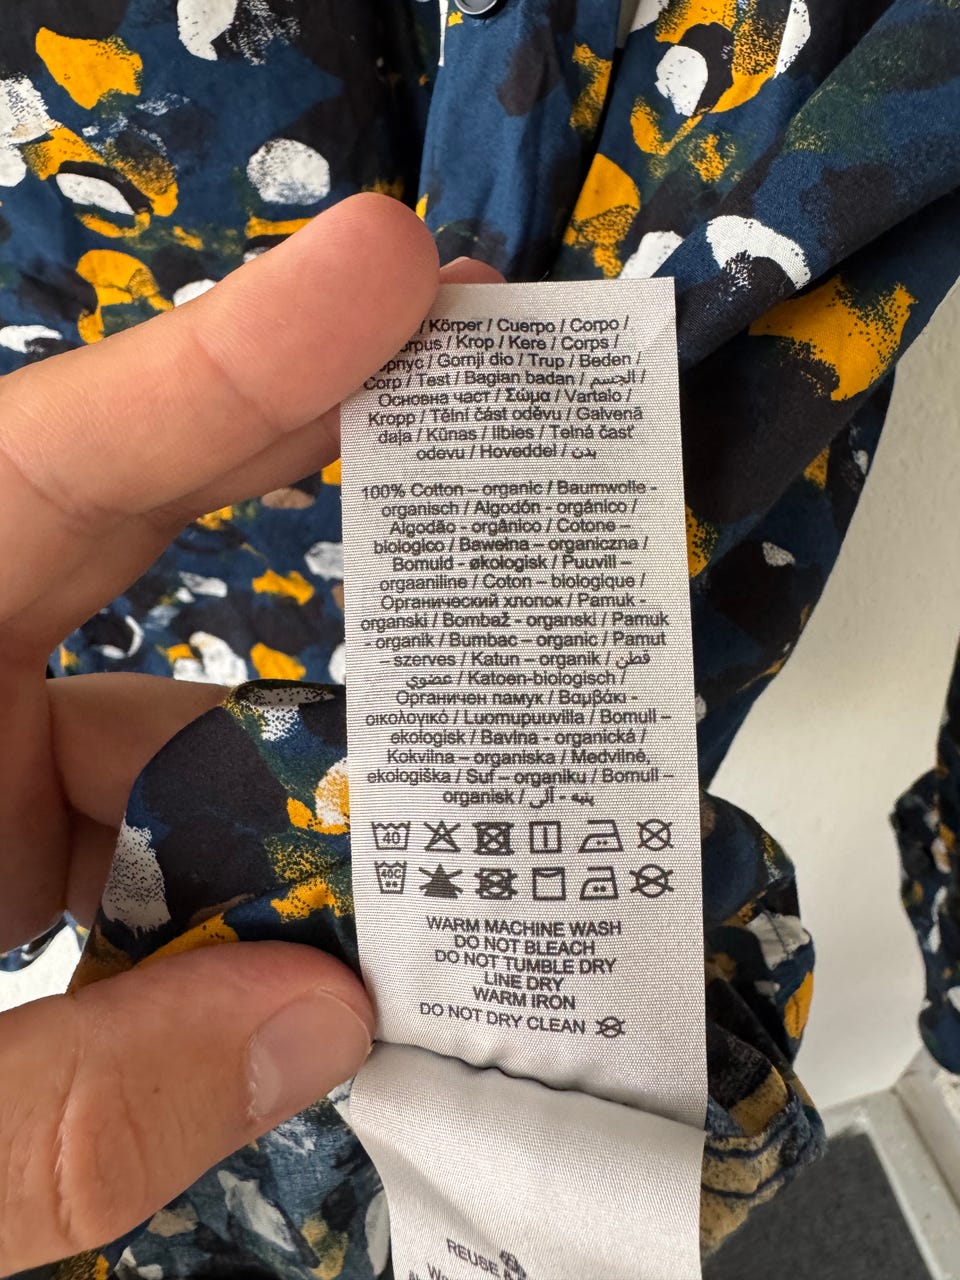 / Körper / Cuerpo / Corpo /
/ Krop / Kere / Corps /
/ Gornji dio / Trup / Beden /
Corp / Test / Bagian badan / الجسم /
Основна част / Σώμα / Vartalo /
Kropp / Tělní část oděvu / Galvenā
daļa / Kūnas / Ilbies / Telná časť
odevu / Hoveddel / بدن
100% Cotton – organic / Baumwolle -
organisch / Algodón - orgánico /
Algodão - orgânico / Cotone –
biologico / Bawełna – organiczna /
Bomuld - økologisk / Puuvill –
orgaaniline / Coton – biologique /
Органический хлопок / Pamuk -
organski / Bombaž - organski / Pamuk
- organik / Bumbac – organic / Pamut
– szerves / Katun – organik / قطن
عضوي / Katoen-biologisch /
Органичен памук / Βαμβάκι -
οικολογικό / Luomupuuvilla / Bomull –
ekologisk / Bavlna - organická /
Kokvilna – organiska / Medvilnė,
ekologiška / Suf – organiku / Bomull –
organisk / پنبه - آلی
40
40C
WARM MACHINE WASH
DO NOT BLEACH
DO NOT TUMBLE DRY
LINE DRY
WARM IRON
DO NOT DRY CLEAN
REUSE